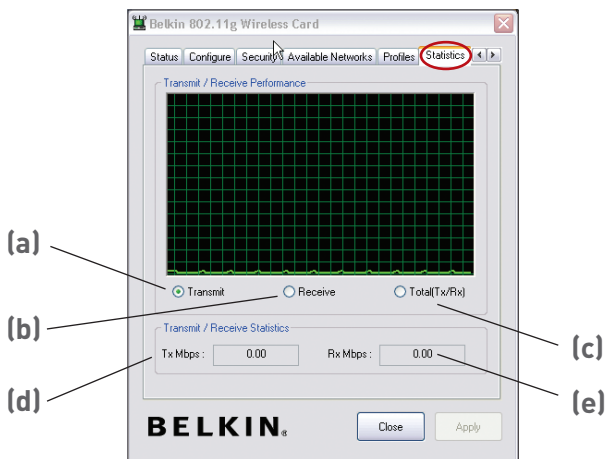 Belkin 802.11g Wireless Card
Status Configure Security Available Networks Profiles Statistics
Transmit / Receive Performance
(a)
Transmit Receive Total(Tx/Rx)
(b)
Transmit / Receive Statistics
(c)
Tx Mbps : 0.00 Rx Mbps : 0.00
(d)
(e)
BELKIN® Close Apply